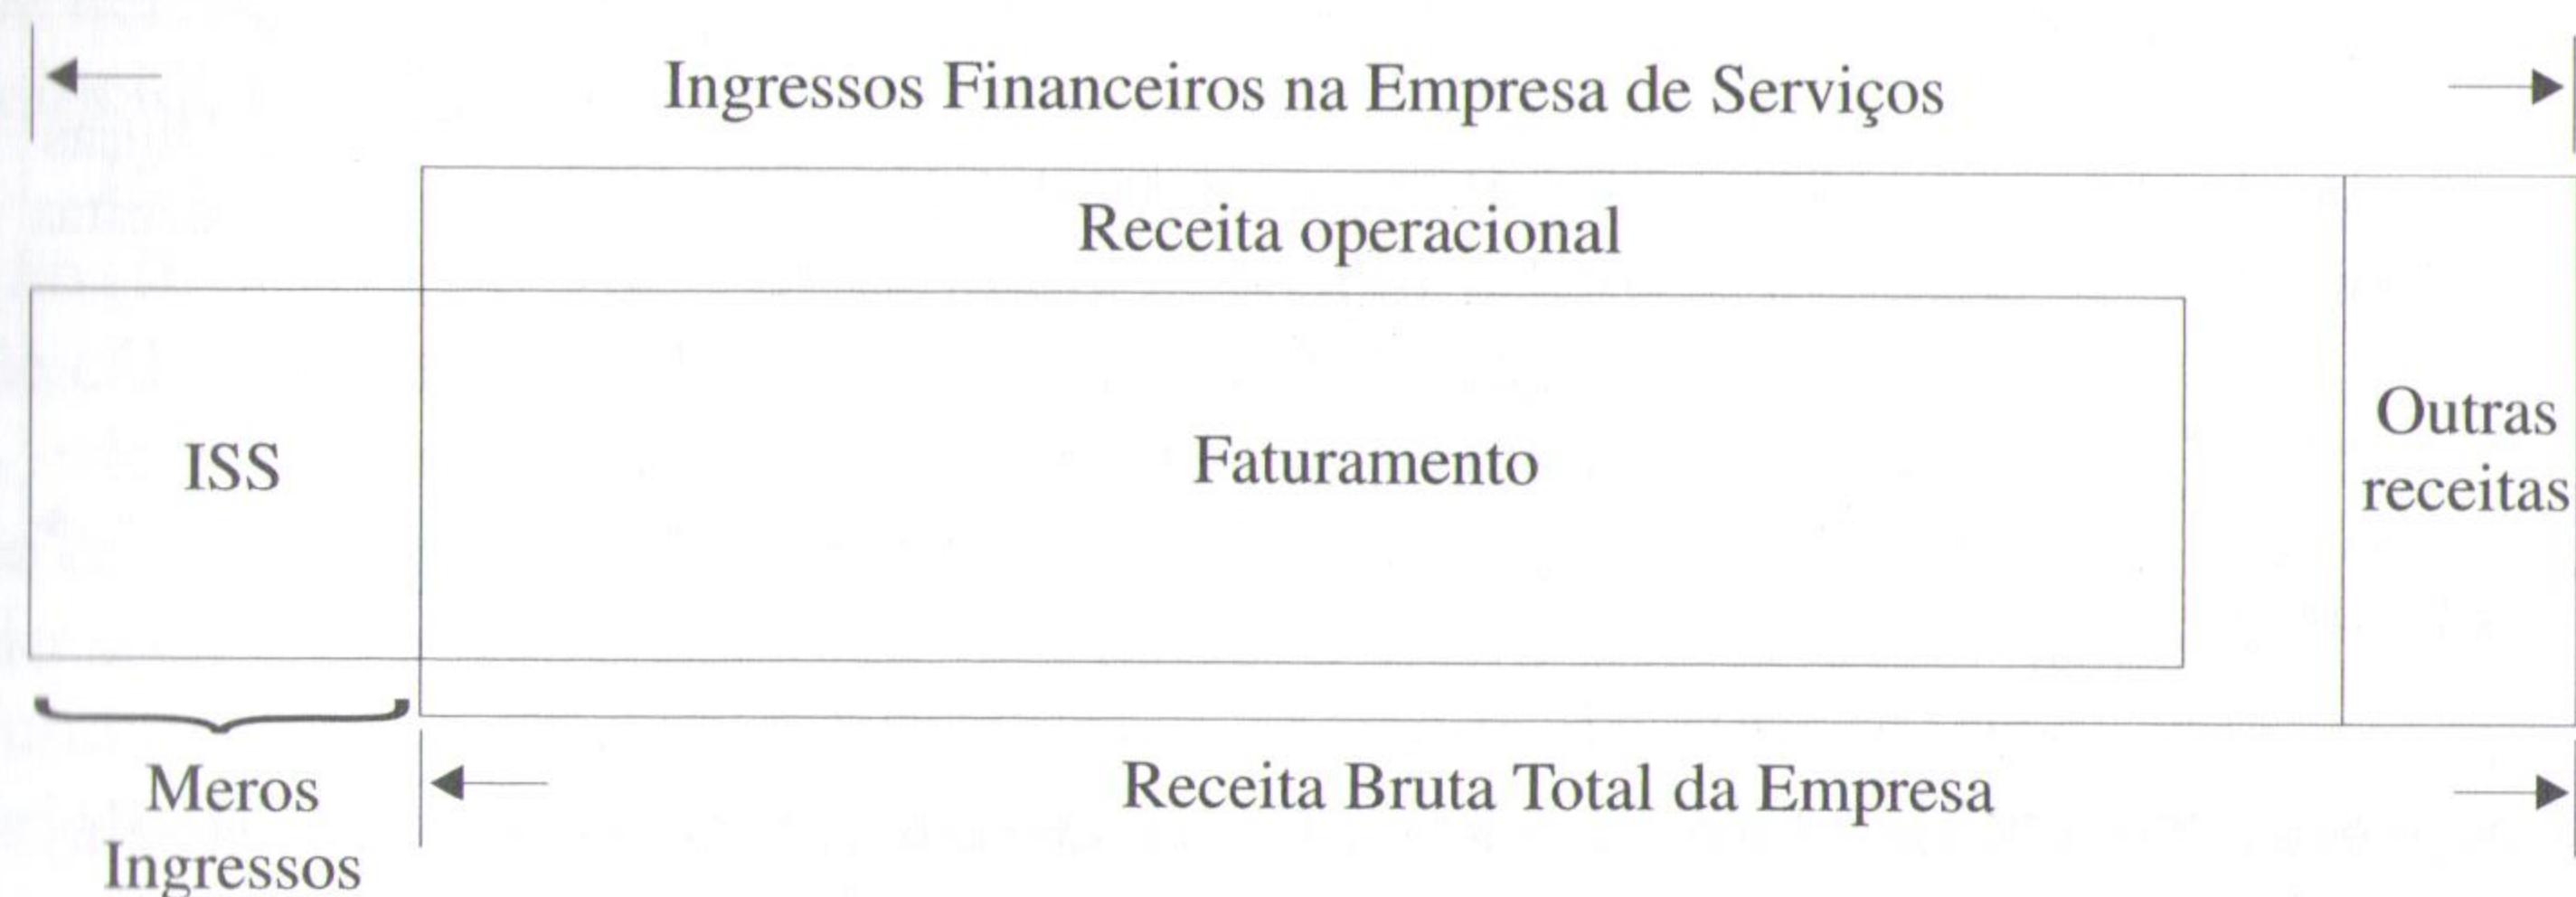 Ingressos Financeiros na Empresa de Serviços
Receita operacional
ISS
Faturamento
Outras
receitas
Meros
Ingressos
Receita Bruta Total da Empresa